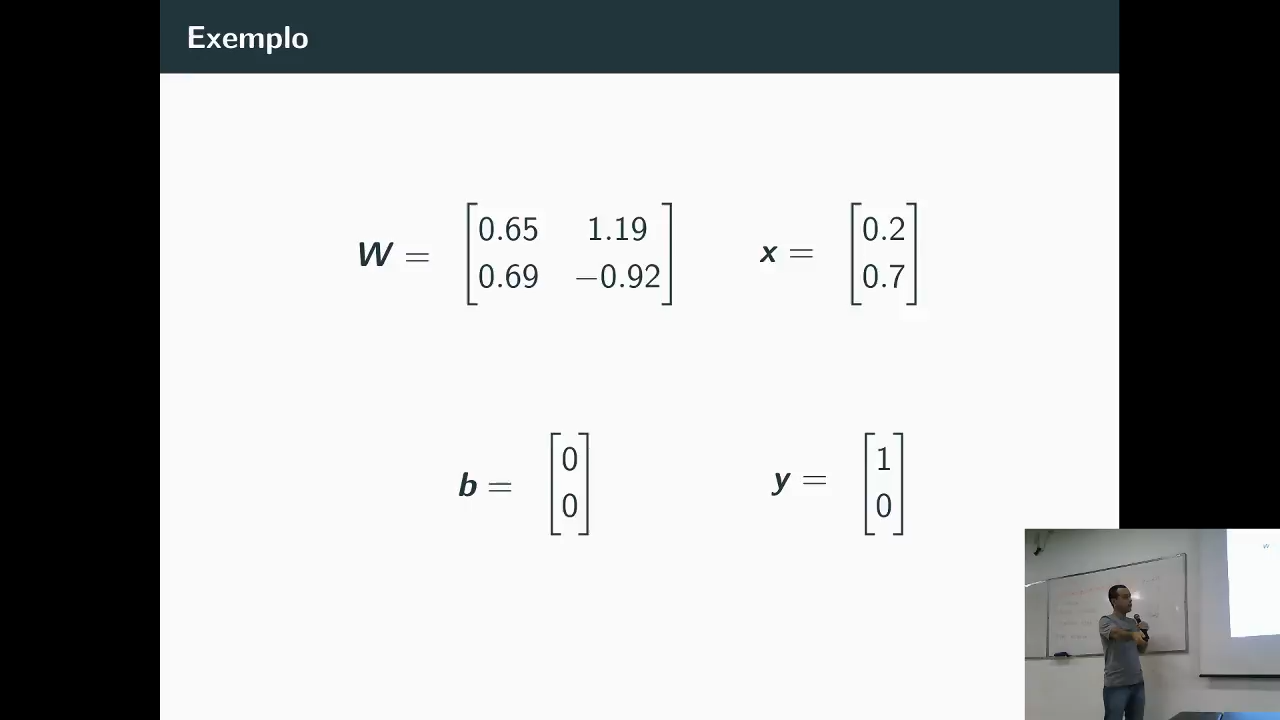 Exemplo
W = [0.65 1.19
0.69 −0.92]
x = [0.2
0.7]
b = [0
0]
y = [1
0]